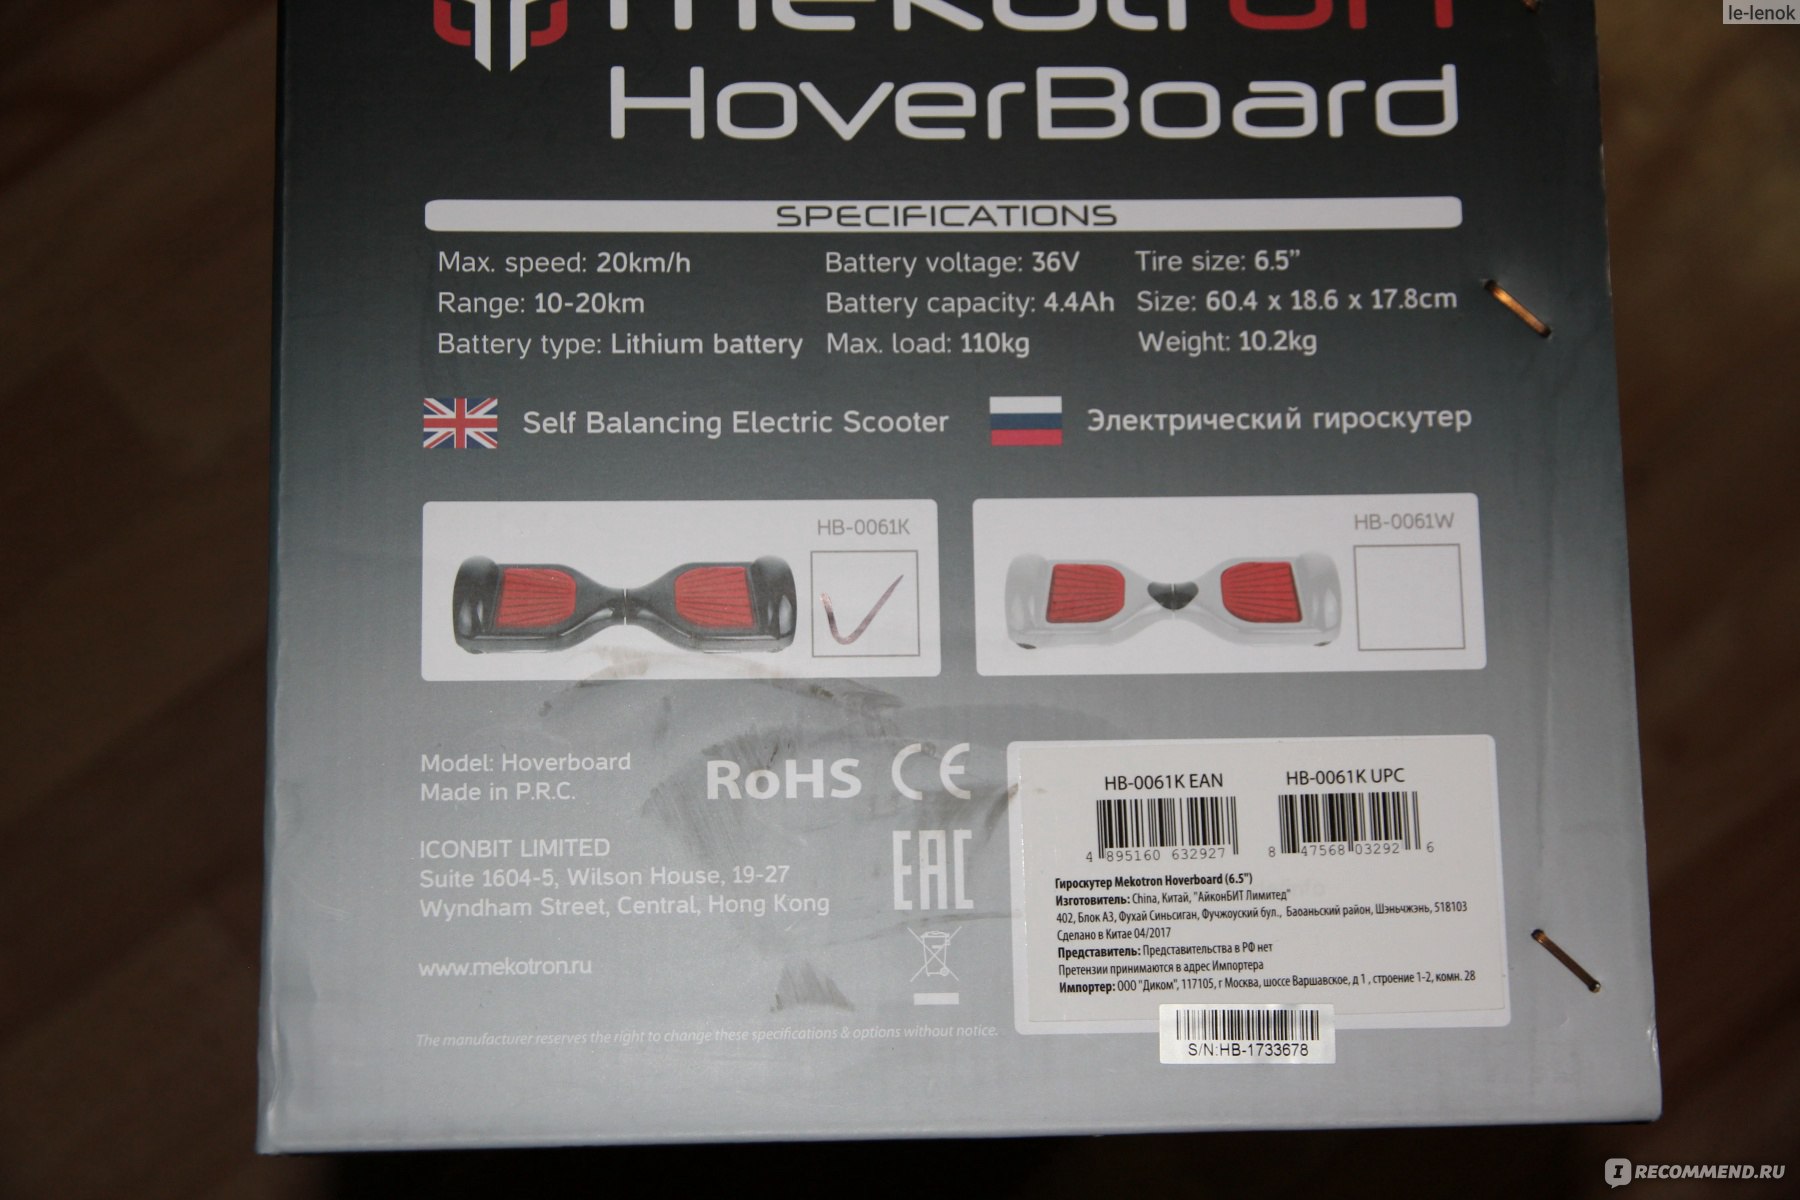 le-lenok
mekotron
HoverBoard
SPECIFICATIONS
Max. speed: 20km/h
Battery voltage: 36V
Tire size: 6.5”
Range: 10-20km
Battery capacity: 4.4Ah
Size: 60.4 x 18.6 x 17.8cm
Battery type: Lithium battery
Max. load: 110kg
Weight: 10.2kg
Self Balancing Electric Scooter
Электрический гироскутер
HB-0061K
HB-0061W
Model: Hoverboard
Made in P.R.C.
RoHS CE
ICONBIT LIMITED
Suite 1604-5, Wilson House, 19-27
Wyndham Street, Central, Hong Kong
EAC
www.mekotron.ru
The manufacturer reserves the right to change these specifications & options without notice.
HB-0061K EAN
HB-0061K UPC
4 895160 632927
8 47568 03292 6
Гироскутер Mekotron Hoverboard (6.5")
Изготовитель: China, Китай, "АйконБИТ Лимитед"
402, Блок А3, Фухай Синьсиган, Фучжоуский бул., Баоаньский район, Шэньчжэнь, 518103
Сделано в Китае 04/2017
Представитель: Представительства в РФ нет
Претензии принимаются в адрес Импортера
Импортер: ООО "Диком", 117105, г Москва, шоссе Варшавское, д 1 , строение 1-2, комн. 28
S/N:HB-1733678
IRECOMMEND.RU